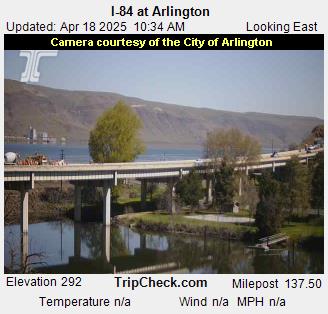 I-84 at Arlington
Updated: Apr 18 2025 10:34 AM Looking East
Camera courtesy of the City of Arlington
Elevation 292 TripCheck.com Milepost 137.50
Temperature n/a Wind n/a MPH n/a